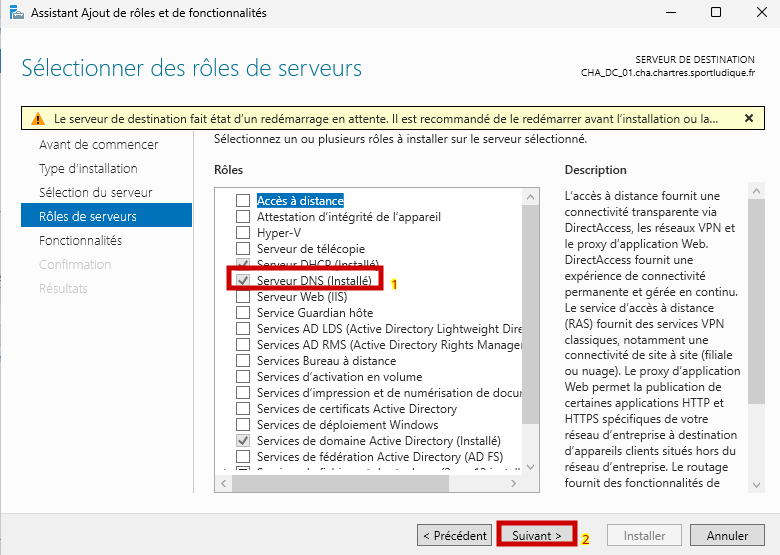 Assistant Ajout de rôles et de fonctionnalités
Sélectionner des rôles de serveurs
SERVEUR DE DESTINATION
CHA_DC_01.cha.chartres.sportludique.fr
Le serveur de destination fait état d'un redémarrage en attente. Il est recommandé de le redémarrer avant l'installation ou la...
Avant de commencer
Type d'installation
Sélection du serveur
Rôles de serveurs
Fonctionnalités
Confirmation
Résultats
Sélectionnez un ou plusieurs rôles à installer sur le serveur sélectionné.
Rôles
Accès à distance
Attestation d'intégrité de l'appareil
Hyper-V
Serveur de télécopie
Serveur DHCP (Installé)
Serveur DNS (Installé)
1
Serveur Web (IIS)
Service Guardian hôte
Services AD LDS (Active Directory Lightweight Dire
Services AD RMS (Active Directory Rights Manager
Services Bureau à distance
Services d'activation en volume
Services d'impression et de numérisation de docu
Services de certificats Active Directory
Services de déploiement Windows
Services de domaine Active Directory (Installé)
Services de fédération Active Directory (AD FS)
Description
L'accès à distance fournit une
connectivité transparente via
DirectAccess, les réseaux VPN et
le proxy d'application Web.
DirectAccess fournit une
expérience de connectivité
permanente et gérée en continu.
Le service d'accès à distance
(RAS) fournit des services VPN
classiques, notamment une
connectivité de site à site (filiale
ou nuage). Le proxy d'application
Web permet la publication de
certaines applications HTTP et
HTTPS spécifiques de votre
réseau d'entreprise à destination
d'appareils clients situés hors du
réseau d'entreprise. Le routage
fournit des fonctionnalités de
< Précédent
Suivant >
2
Installer
Annuler